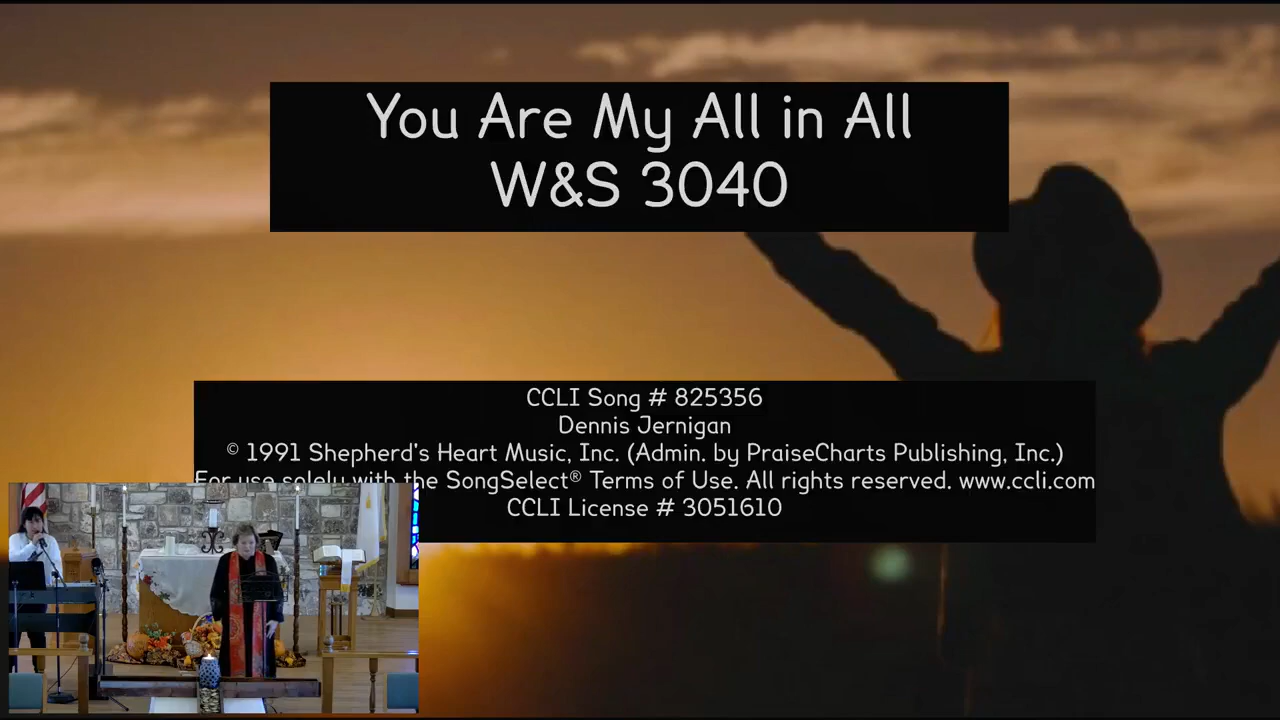 You Are My All in All
W&S 3040
CCLI Song # 825356
Dennis Jernigan
© 1991 Shepherd's Heart Music, Inc. (Admin. by PraiseCharts Publishing, Inc.)
For use solely with the SongSelect® Terms of Use. All rights reserved. www.ccli.com
CCLI License # 3051610